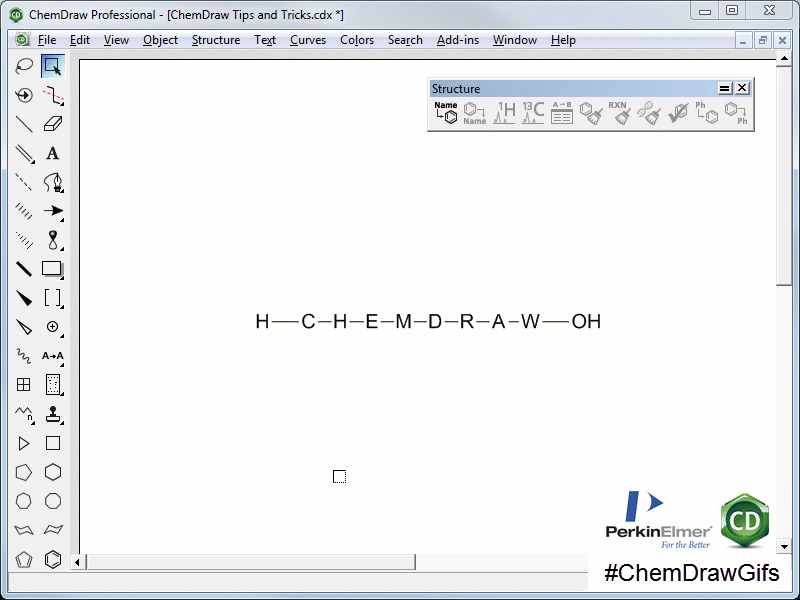 ChemDraw Professional - [ChemDraw Tips and Tricks.cdx *]
File Edit View Object Structure Text Curves Colors Search Add-ins Window Help
Structure
Name Name 1H 13C A→B RXN Ph Ph
A
A→A
n
H—C—H—E—M—D—R—A—W—OH
PerkinElmer
For the Better
CD
#ChemDrawGifs